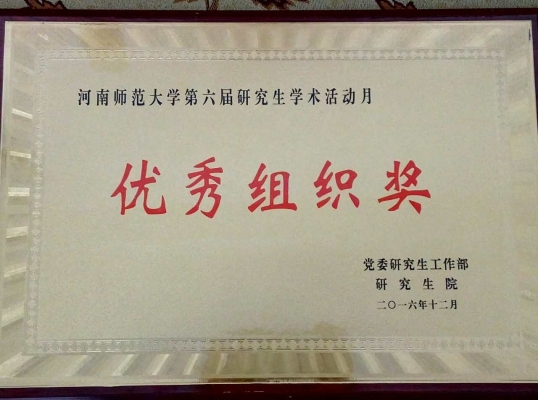 河南师范大学第六届研究生学术活动月
优秀组织奖
党委研究生工作部
研究生院
二〇一六年十二月